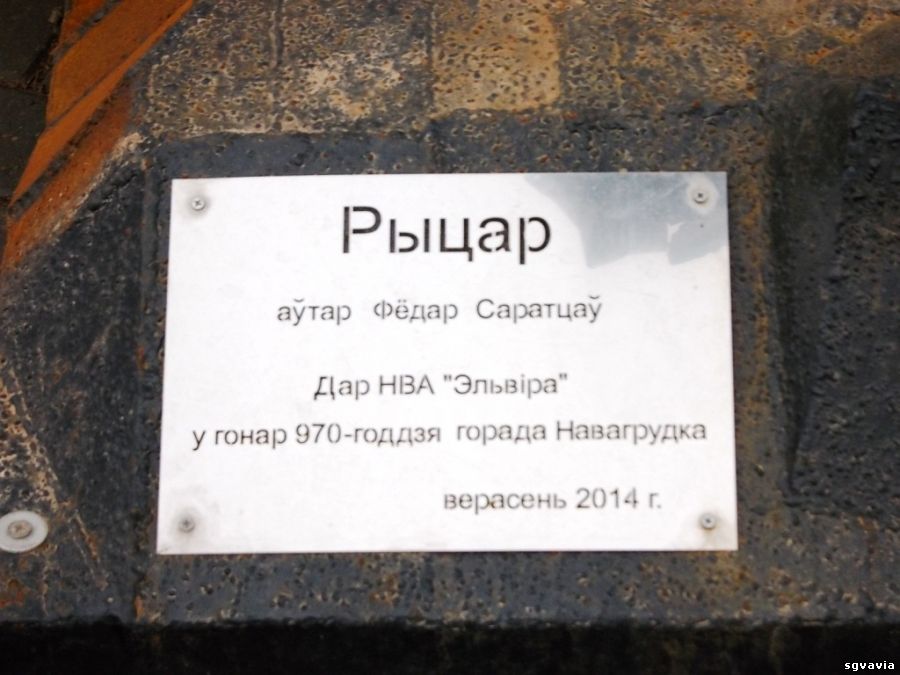 Рыцар
аўтар Фёдар Саратцаў
Дар НВА "Эльвіра"
у гонар 970-годдзя горада Навагрудка
верасень 2014 г.
sgvavia